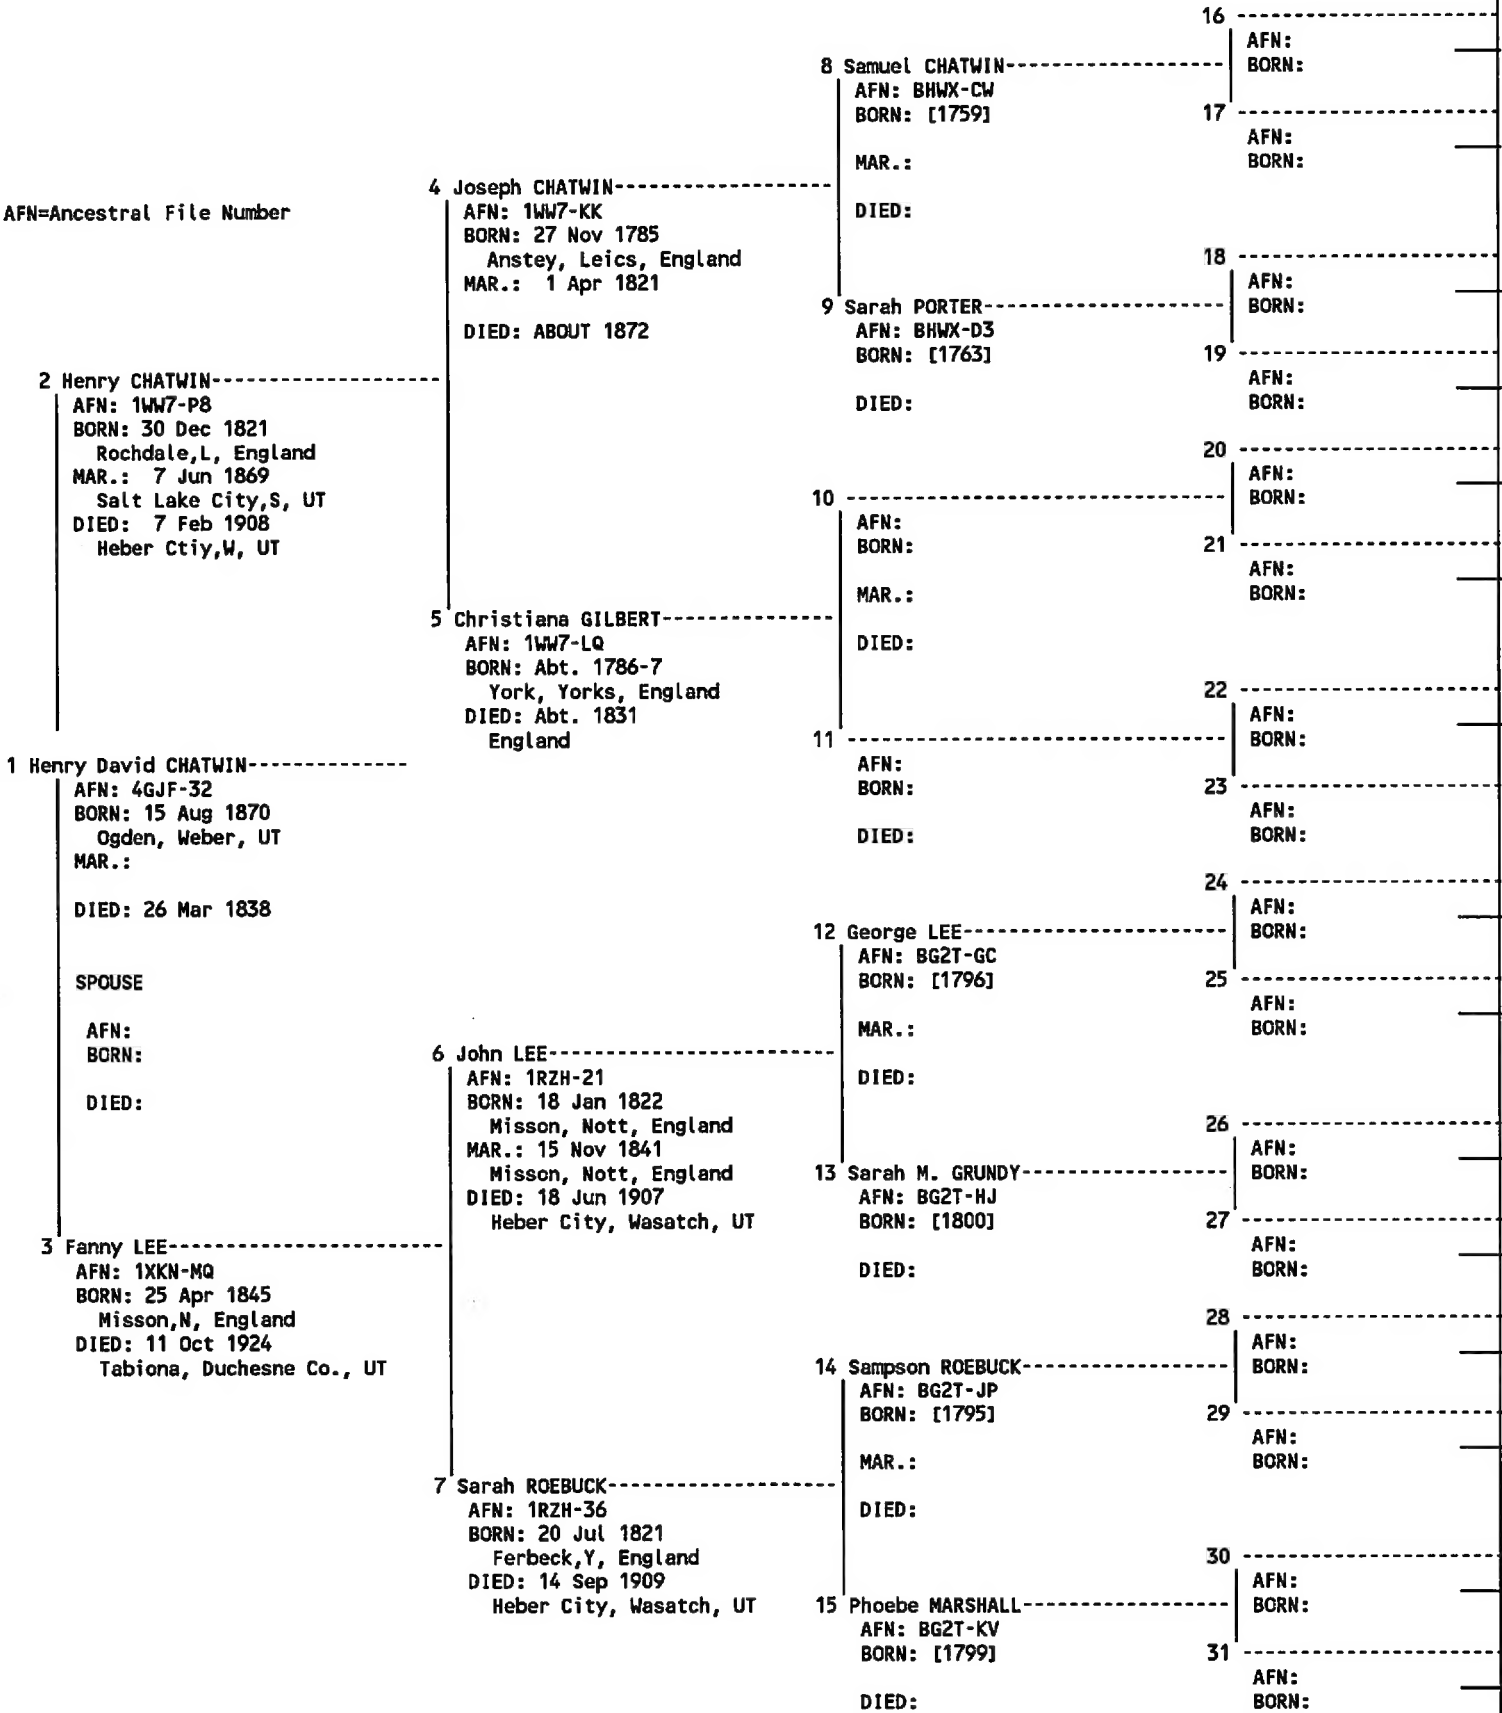 AFN=Ancestral File Number
1 Henry David CHATWIN--------------
AFN: 4GJF-32
BORN: 15 Aug 1870
Ogden, Weber, UT
MAR.:
DIED: 26 Mar 1838
SPOUSE
AFN:
BORN:
DIED:
2 Henry CHATWIN--------------------
AFN: 1WW7-P8
BORN: 30 Dec 1821
Rochdale,L, England
MAR.:  7 Jun 1869
Salt Lake City,S, UT
DIED:  7 Feb 1908
Heber Ctiy,W, UT
3 Fanny LEE------------------------
AFN: 1XKN-MQ
BORN: 25 Apr 1845
Misson,N, England
DIED: 11 Oct 1924
Tabiona, Duchesne Co., UT
4 Joseph CHATWIN-------------------
AFN: 1WW7-KK
BORN: 27 Nov 1785
Anstey, Leics, England
MAR.:  1 Apr 1821
DIED: ABOUT 1872
5 Christiana GILBERT---------------
AFN: 1WW7-LQ
BORN: Abt. 1786-7
York, Yorks, England
DIED: Abt. 1831
England
6 John LEE-------------------------
AFN: 1RZH-21
BORN: 18 Jan 1822
Misson, Nott, England
MAR.: 15 Nov 1841
Misson, Nott, England
DIED: 18 Jun 1907
Heber City, Wasatch, UT
7 Sarah ROEBUCK--------------------
AFN: 1RZH-36
BORN: 20 Jul 1821
Ferbeck,Y, England
DIED: 14 Sep 1909
Heber City, Wasatch, UT
8 Samuel CHATWIN-------------------
AFN: BHWX-CW
BORN: [1759]
MAR.:
DIED:
9 Sarah PORTER---------------------
AFN: BHWX-D3
BORN: [1763]
DIED:
10 --------------------------------
AFN:
BORN:
MAR.:
DIED:
11 --------------------------------
AFN:
BORN:
DIED:
12 George LEE----------------------
AFN: BG2T-GC
BORN: [1796]
MAR.:
DIED:
13 Sarah M. GRUNDY-----------------
AFN: BG2T-HJ
BORN: [1800]
DIED:
14 Sampson ROEBUCK-----------------
AFN: BG2T-JP
BORN: [1795]
MAR.:
DIED:
15 Phoebe MARSHALL-----------------
AFN: BG2T-KV
BORN: [1799]
DIED:
16 ----------------------
AFN:
BORN:
17 ----------------------
AFN:
BORN:
18 ----------------------
AFN:
BORN:
19 ----------------------
AFN:
BORN:
20 ----------------------
AFN:
BORN:
21 ----------------------
AFN:
BORN:
22 ----------------------
AFN:
BORN:
23 ----------------------
AFN:
BORN:
24 ----------------------
AFN:
BORN:
25 ----------------------
AFN:
BORN:
26 ----------------------
AFN:
BORN:
27 ----------------------
AFN:
BORN:
28 ----------------------
AFN:
BORN:
29 ----------------------
AFN:
BORN:
30 ----------------------
AFN:
BORN:
31 ----------------------
AFN:
BORN: